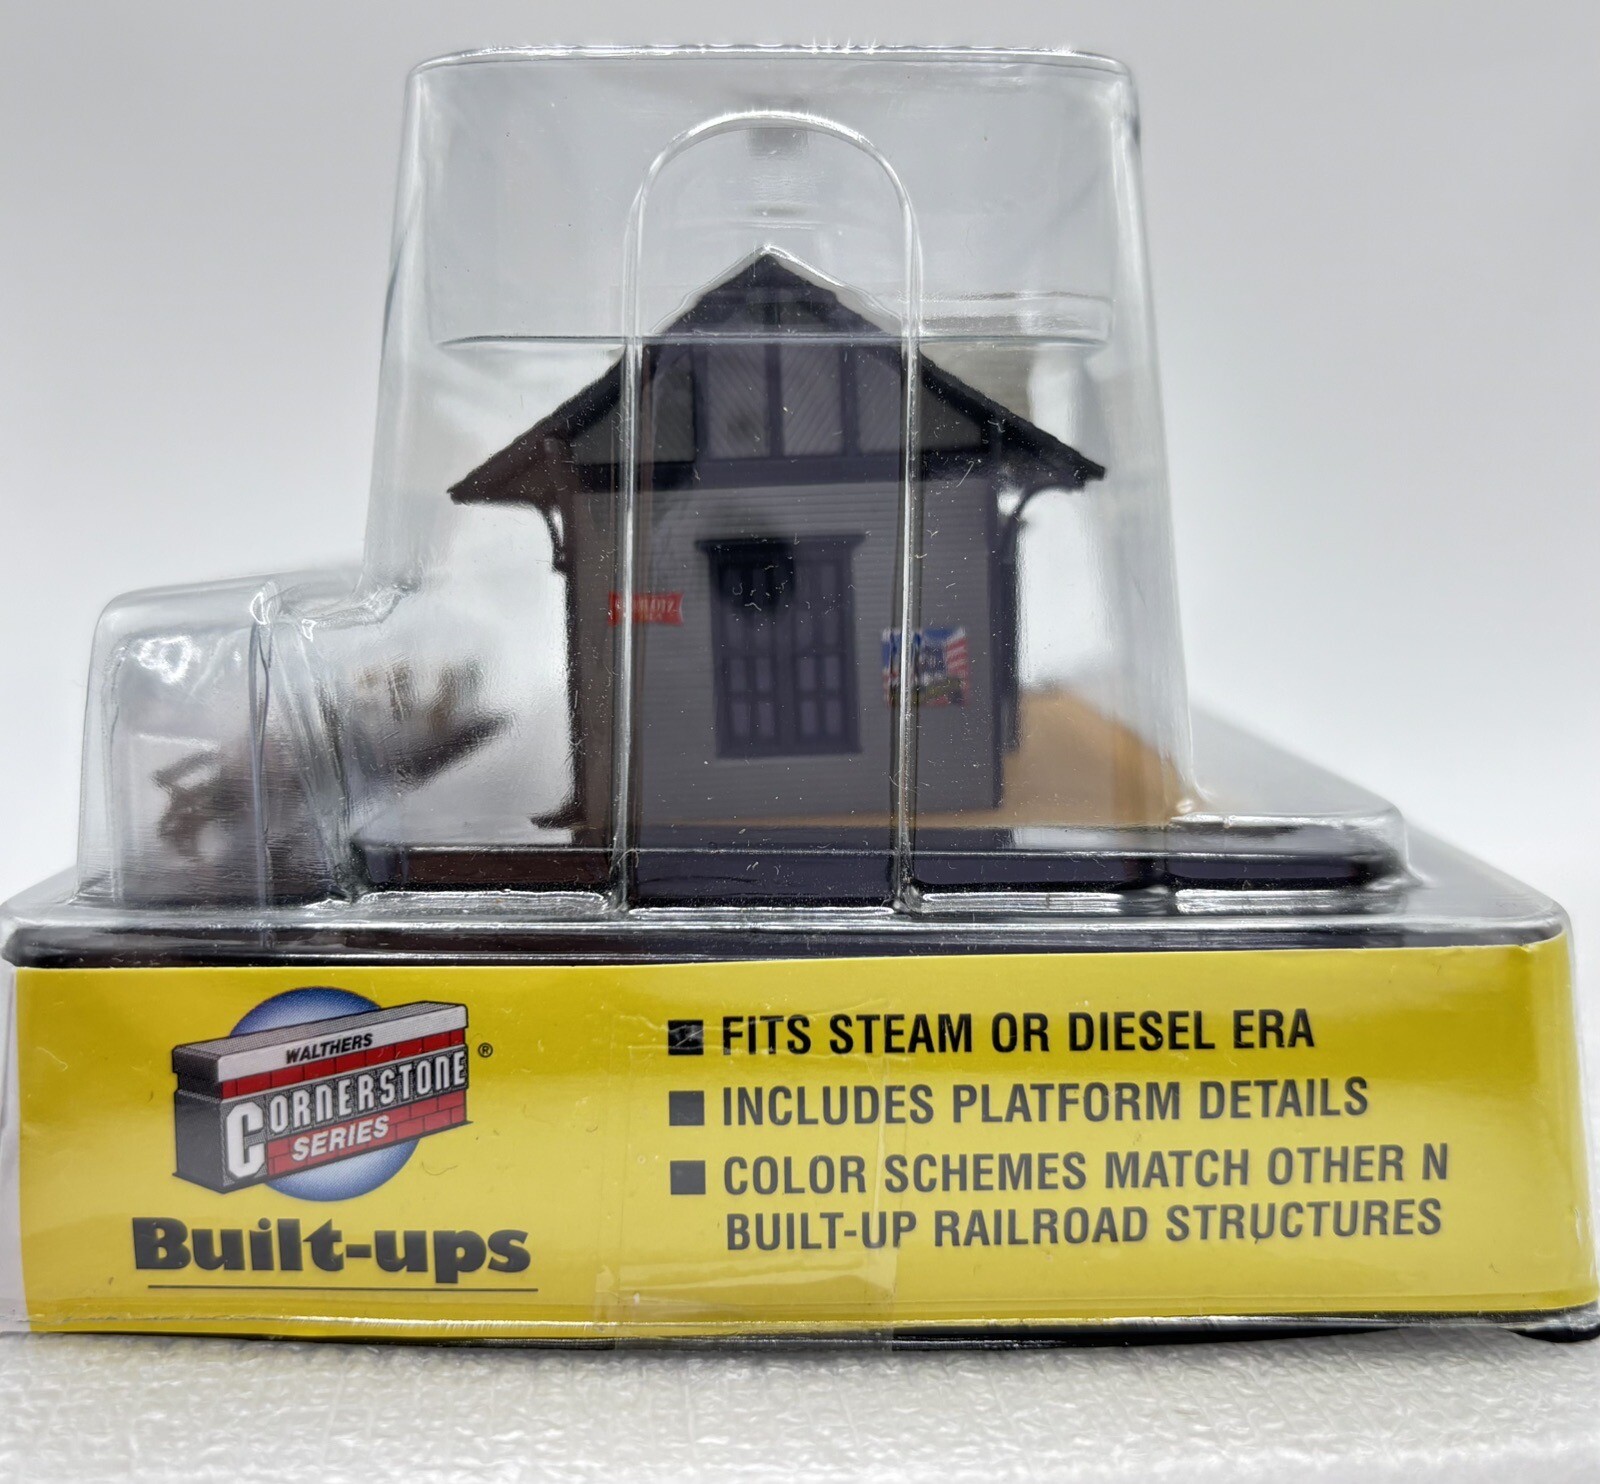 WALTHERS
CORNERSTONE®
SERIES
Built-ups
FITS STEAM OR DIESEL ERA
INCLUDES PLATFORM DETAILS
COLOR SCHEMES MATCH OTHER N
BUILT-UP RAILROAD STRUCTURES